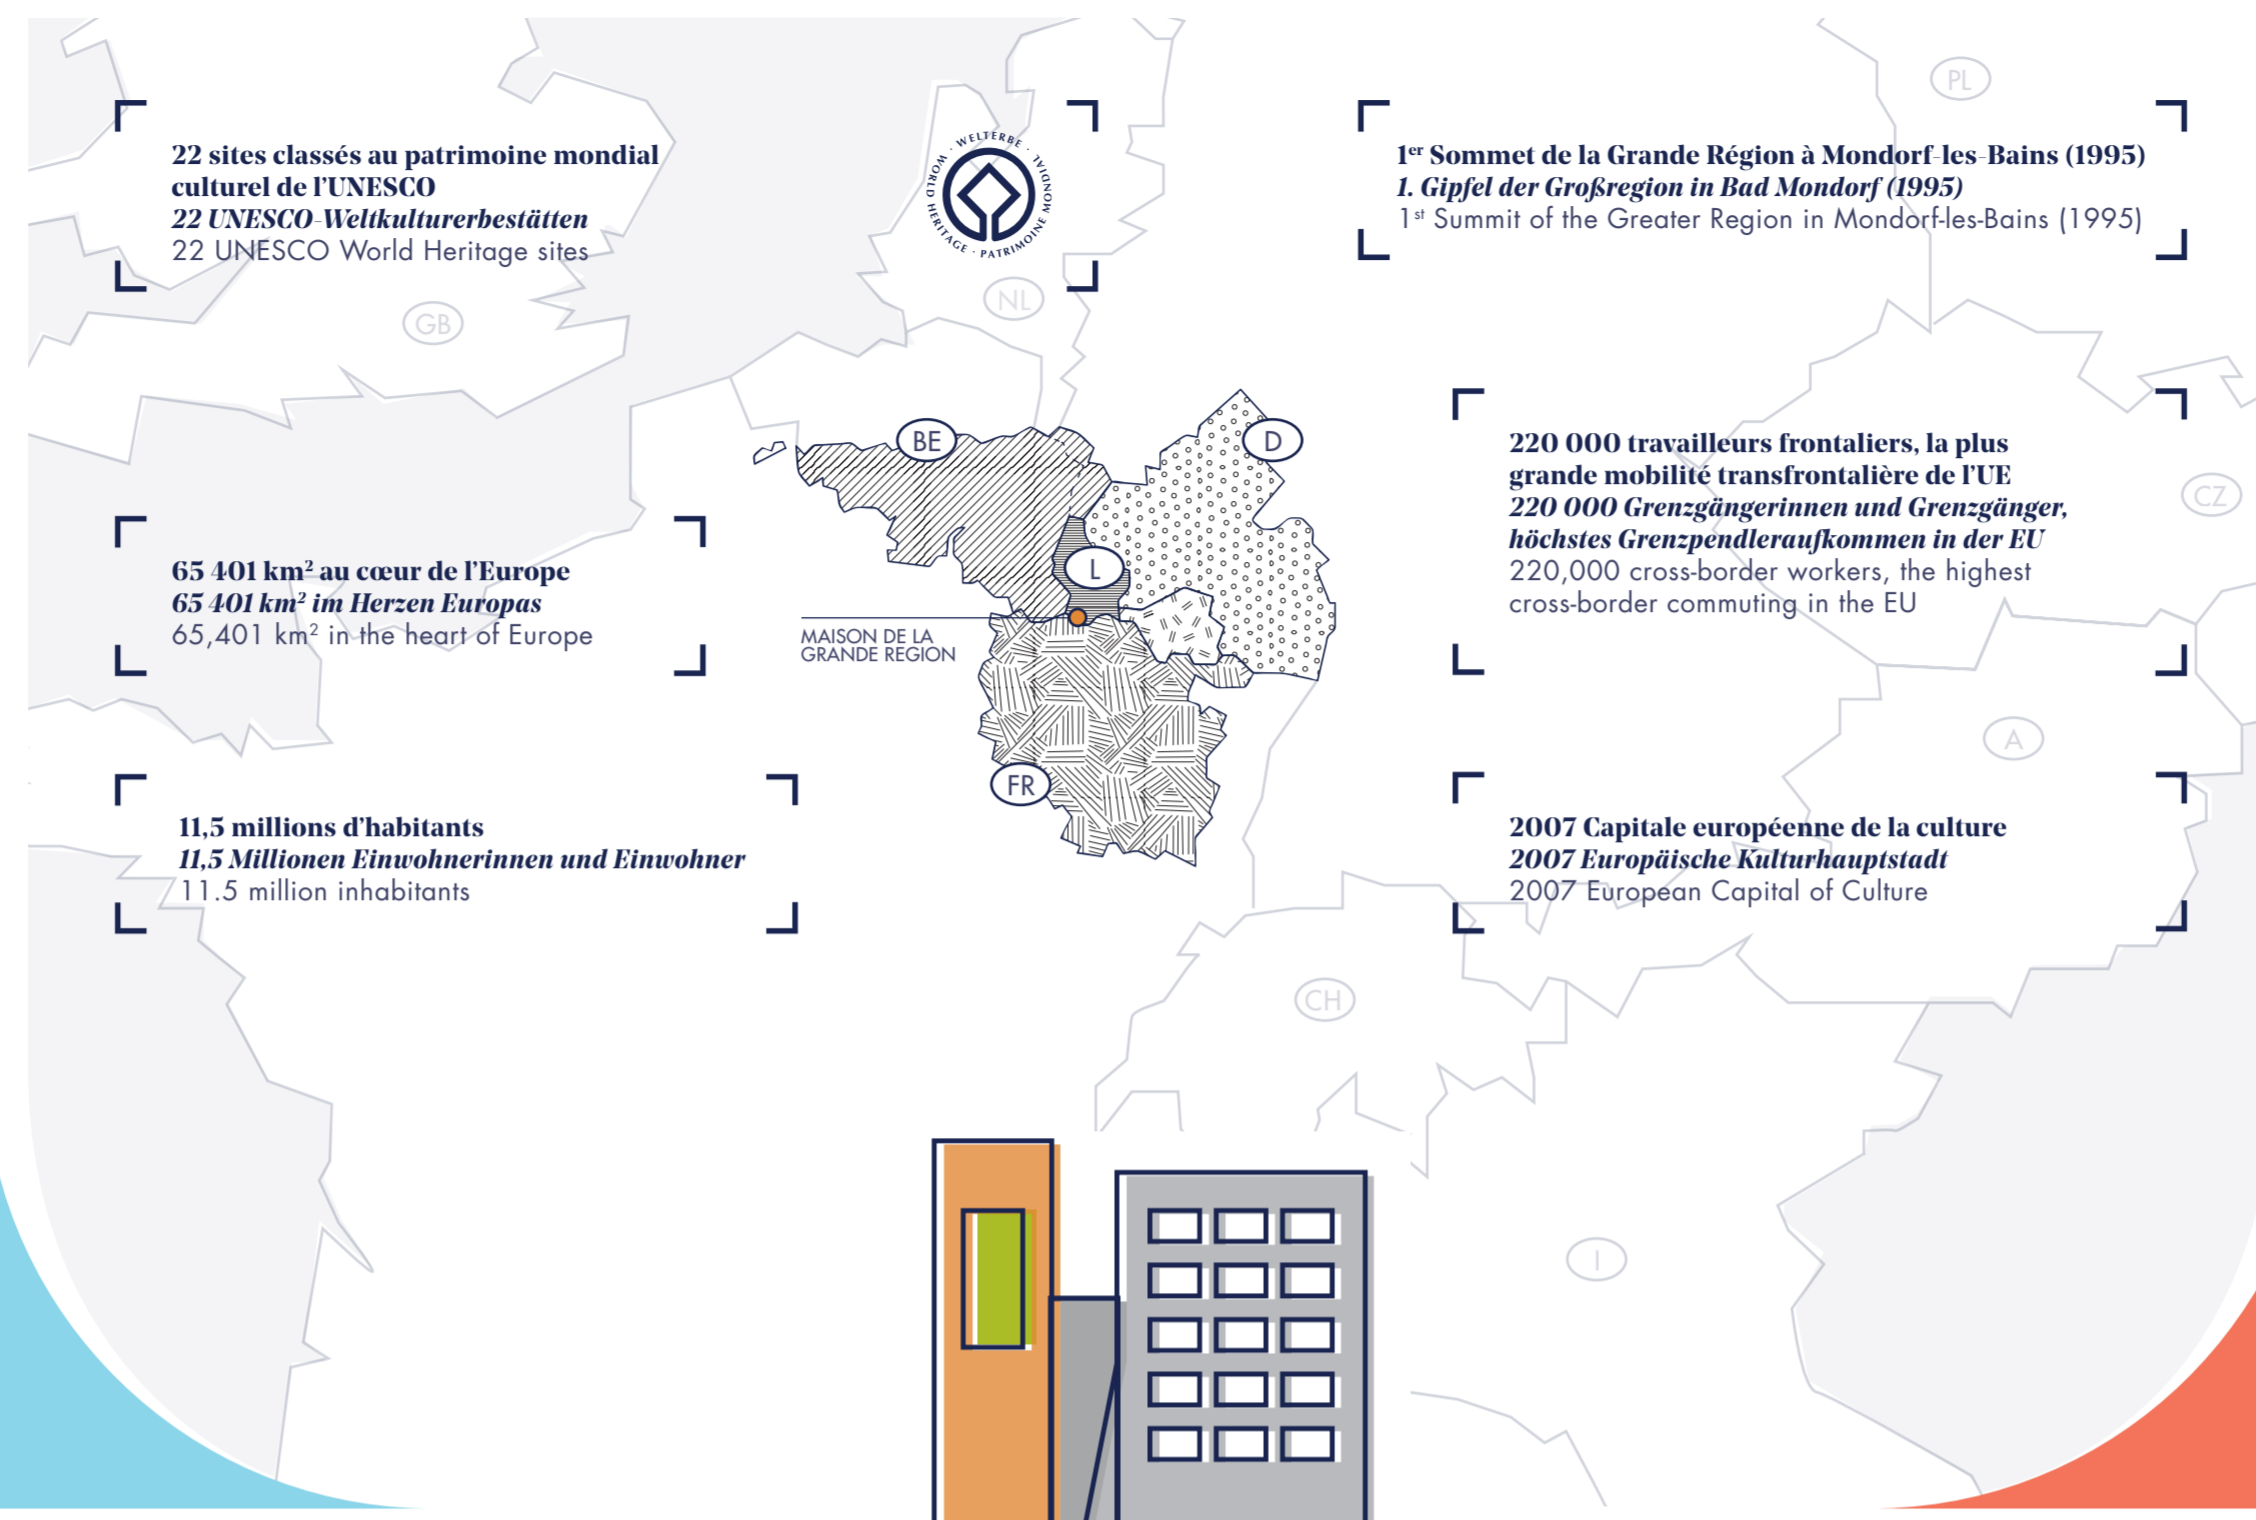 22 sites classés au patrimoine mondial
culturel de l'UNESCO
22 UNESCO-Weltkulturerbestätten
22 UNESCO World Heritage sites
WELTERBE · PATRIMOINE MONDIAL · WORLD HERITAGE ·
1er Sommet de la Grande Région à Mondorf-les-Bains (1995)
1. Gipfel der Großregion in Bad Mondorf (1995)
1st Summit of the Greater Region in Mondorf-les-Bains (1995)
PL
GB
NL
BE
D
220 000 travailleurs frontaliers, la plus
grande mobilité transfrontalière de l'UE
220 000 Grenzgängerinnen und Grenzgänger,
höchstes Grenzpendleraufkommen in der EU
220,000 cross-border workers, the highest
cross-border commuting in the EU
CZ
65 401 km² au cœur de l'Europe
65 401 km² im Herzen Europas
65,401 km² in the heart of Europe
L
MAISON DE LA
GRANDE REGION
A
FR
11,5 millions d'habitants
11,5 Millionen Einwohnerinnen und Einwohner
11.5 million inhabitants
2007 Capitale européenne de la culture
2007 Europäische Kulturhauptstadt
2007 European Capital of Culture
CH
I